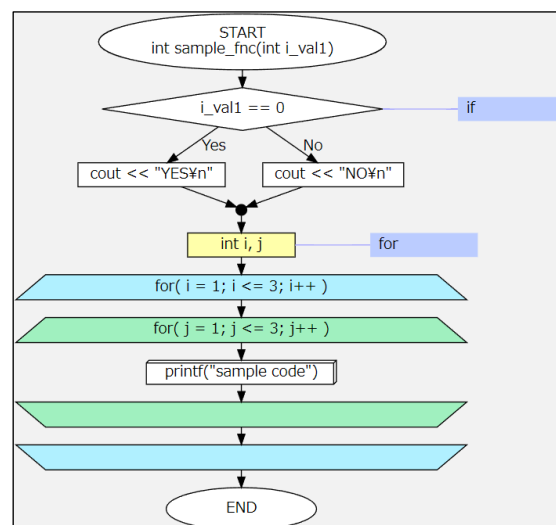 START
int sample_fnc(int i_val1)
i_val1 == 0
if
Yes
No
cout << "YES¥n"
cout << "NO¥n"
int i, j
for
for( i = 1; i <= 3; i++ )
for( j = 1; j <= 3; j++ )
printf("sample code")
END